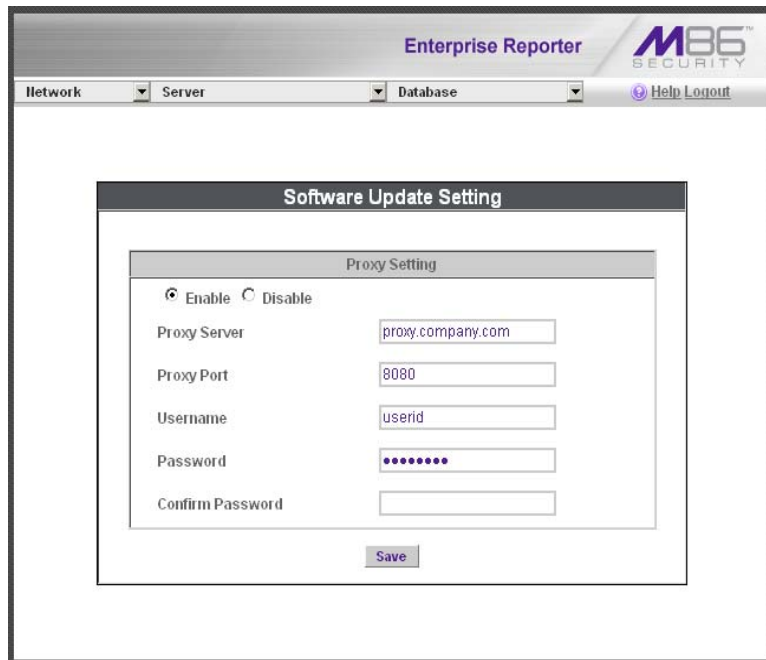 Enterprise Reporter
M86™
SECURITY
Network Server Database Help Logout
Software Update Setting
Proxy Setting
Enable Disable
Proxy Server proxy.company.com
Proxy Port 8080
Username userid
Password ••••••••
Confirm Password
Save